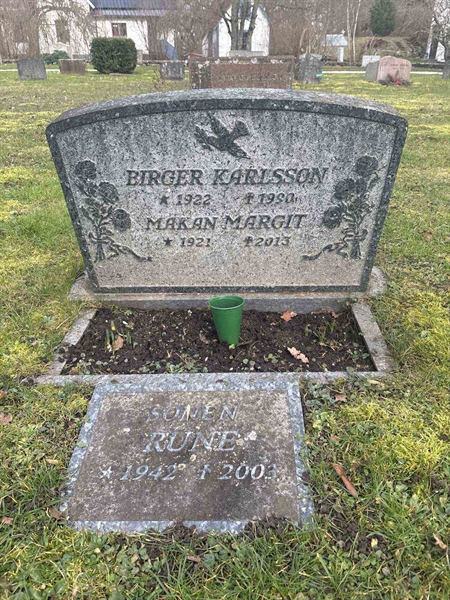 BIRGER KARLSSON
* 1922 † 1980
MAKAN MARGIT
* 1921 † 2013
SONEN
RUNE
* 1942 † 2003